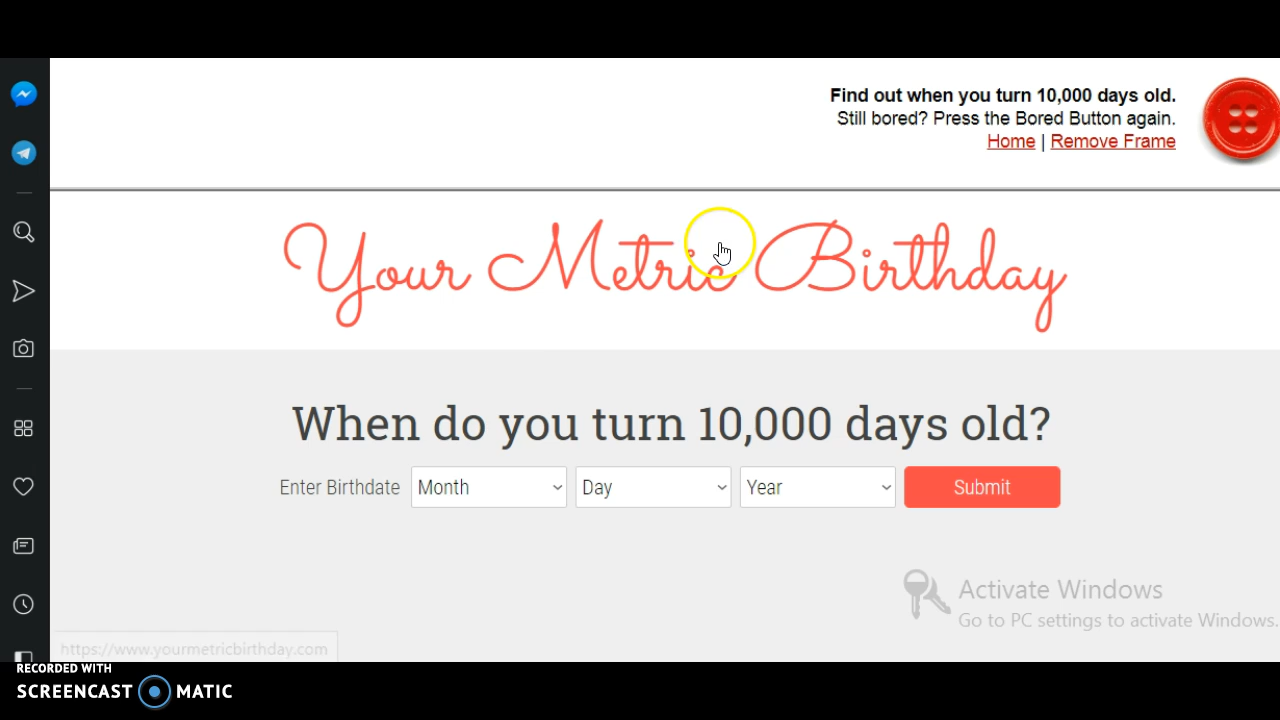 Find out when you turn 10,000 days old.
Still bored? Press the Bored Button again.
Home | Remove Frame
Your Metric Birthday
When do you turn 10,000 days old?
Enter Birthdate Month Day Year Submit
Activate Windows
Go to PC settings to activate Windows.
https://www.yourmetricbirthday.com
RECORDED WITH
SCREENCAST MATIC